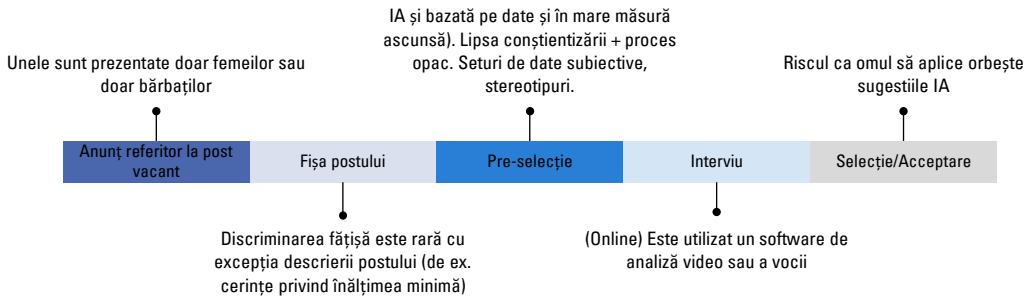 IA și bazată pe date și în mare măsură
ascunsă). Lipsa conștientizării + proces
opac. Seturi de date subiective,
stereotipuri.
Unele sunt prezentate doar femeilor sau
doar bărbaților
Riscul ca omul să aplice orbește
sugestiile IA
Anunț referitor la post
vacant
Fișa postului
Pre-selecție
Interviu
Selecție/Acceptare
Discriminarea fățișă este rară cu
excepția descrierii postului (de ex.
cerințe privind înălțimea minimă)
(Online) Este utilizat un software de
analiză video sau a vocii